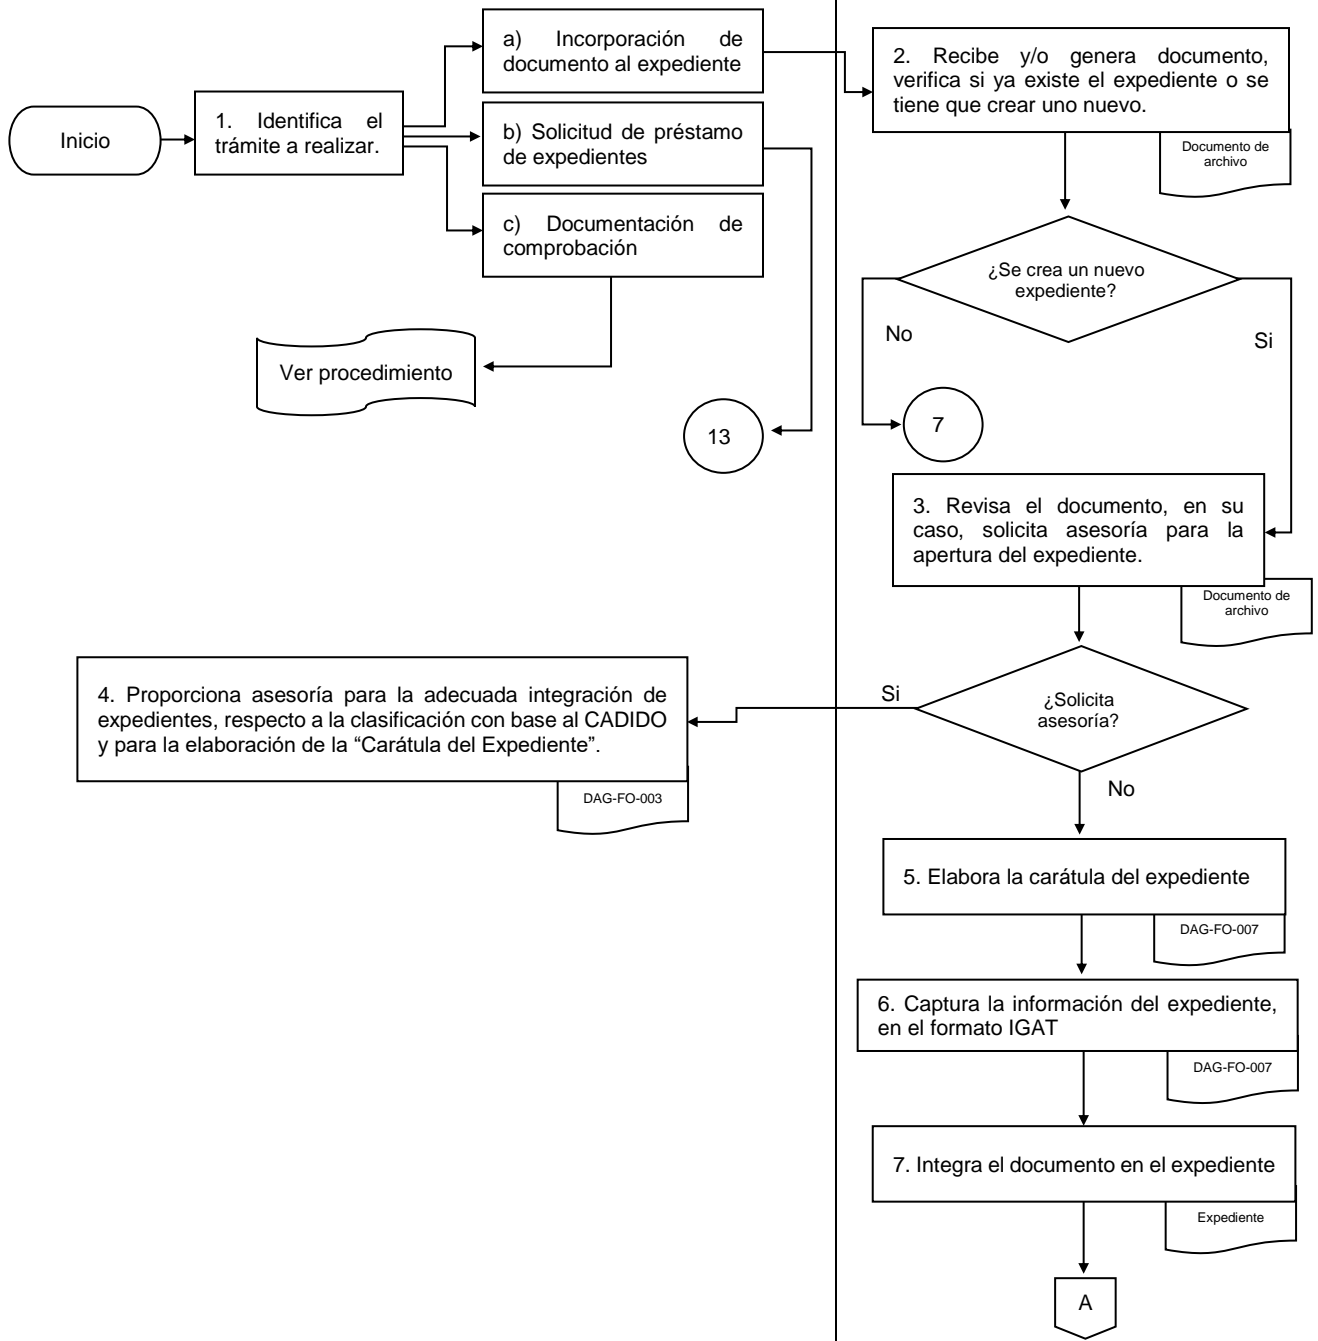 Inicio
1. Identifica el
trámite a realizar.
a) Incorporación de
documento al expediente
b) Solicitud de préstamo
de expedientes
c) Documentación de
comprobación
Ver procedimiento
13
2. Recibe y/o genera documento,
verifica si ya existe el expediente o se
tiene que crear uno nuevo.
Documento de
archivo
¿Se crea un nuevo
expediente?
No
Si
7
3. Revisa el documento, en su
caso, solicita asesoría para la
apertura del expediente.
Documento de
archivo
¿Solicita
asesoría?
Si
No
4. Proporciona asesoría para la adecuada integración de
expedientes, respecto a la clasificación con base al CADIDO
y para la elaboración de la “Carátula del Expediente”.
DAG-FO-003
5. Elabora la carátula del expediente
DAG-FO-007
6. Captura la información del expediente,
en el formato IGAT
DAG-FO-007
7. Integra el documento en el expediente
Expediente
A